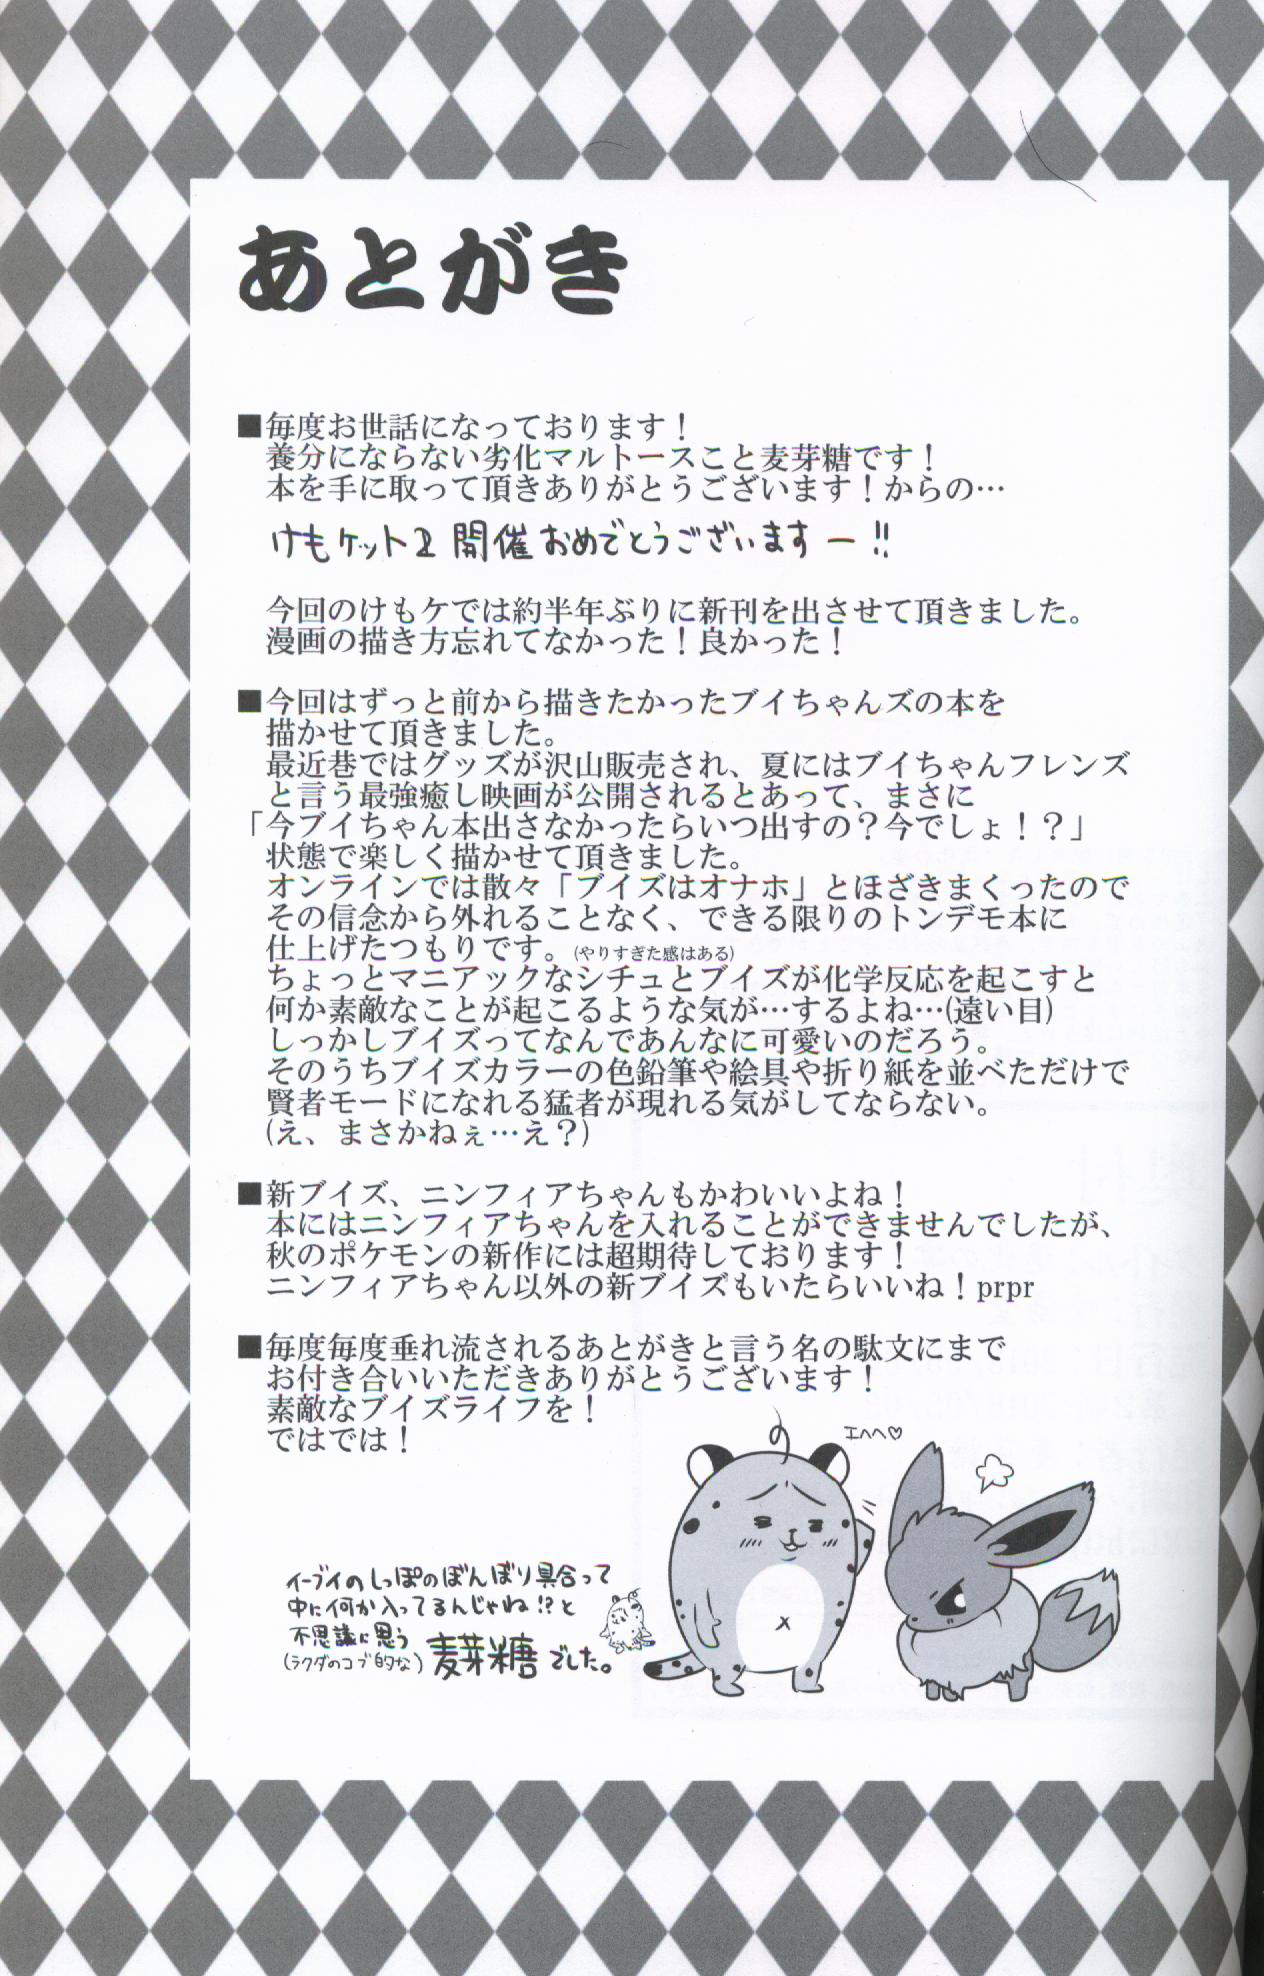 あとがき
■毎度お世話になっております！
養分にならない劣化マルトースこと麦芽糖です！
本を手に取って頂きありがとうございます！からの…
けもケット2 開催おめでとうございますー!!
今回のけもケでは約半年ぶりに新刊を出させて頂きました。
漫画の描き方忘れてなかった！良かった！
■今回はずっと前から描きたかったブイちゃんズの本を
描かせて頂きました。
最近巷ではグッズが沢山販売され、夏にはブイちゃんフレンズ
と言う最強癒し映画が公開されるとあって、まさに
「今ブイちゃん本出さなかったらいつ出すの？今でしょ！？」
状態で楽しく描かせて頂きました。
オンラインでは散々「ブイズはオナホ」とほざきまくったので
その信念から外れることなく、できる限りのトンデモ本に
仕上げたつもりです。(やりすぎた感はある)
ちょっとマニアックなシチュとブイズが化学反応を起こすと
何か素敵なことが起こるような気が…するよね…(遠い目)
しっかしブイズってなんであんなに可愛いのだろう。
そのうちブイズカラーの色鉛筆や絵具や折り紙を並べただけで
賢者モードになれる猛者が現れる気がしてならない。
(え、まさかねぇ…え？)
■新ブイズ、ニンフィアちゃんもかわいいよね！
本にはニンフィアちゃんを入れることができませんでしたが、
秋のポケモンの新作には超期待しております！
ニンフィアちゃん以外の新ブイズもいたらいいね！prpr
■毎度毎度垂れ流されるあとがきと言う名の駄文にまで
お付き合いいただきありがとうございます！
素敵なブイズライフを！
ではでは！
エヘヘ♡
イーブイのしっぽのぼんぼり具合って
中に何か入ってるんじゃね!?と
不思議に思う
(ラクダのコブ的な) 麦芽糖でした。